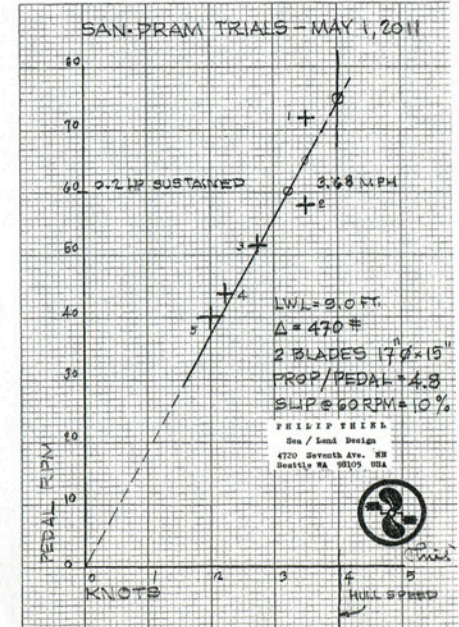 SAN-PRAM TRIALS - MAY 1, 2011
80
70
1
60
0.2 HP SUSTAINED
3.68 MPH
2
50
3
40
4
5
LWL = 9.0 FT.
Δ = 470 #
2 BLADES 17"Ø x 15"
PROP/PEDAL = 4.8
SLIP @ 60 RPM = 10 %
30
PHILIP THIEL
Sea / Land Design
4720 Seventh Ave. NE
Seattle WA 98105 USA
20
10
PEDAL RPM
0
0
1
2
3
4
5
KNOTS
HULL SPEED